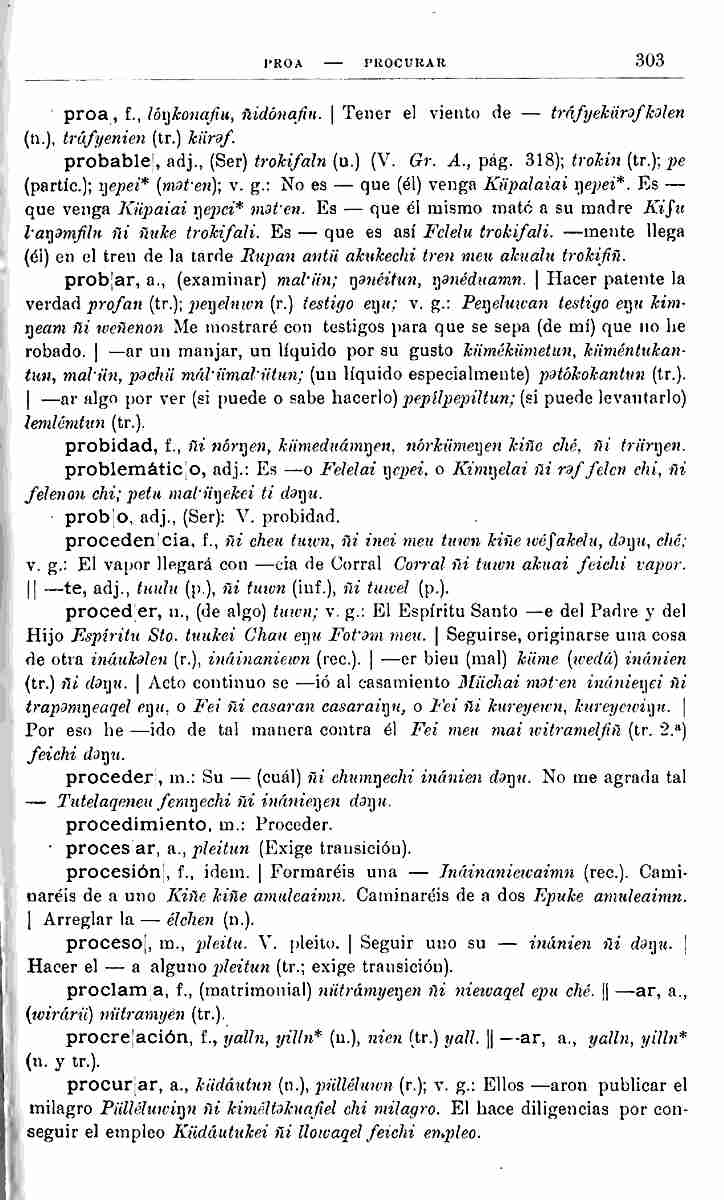 PROA — PROCURAR 303
proa, f., lóŋkonafiu, ñidónafiu. | Tener el viento de — tráfyekürəfkəlen
(n.), tráfyenien (tr.) kürəf.
probable|, adj., (Ser) trokifaln (n.) (V. Gr. A., pág. 318); trokin (tr.); pe
(partíc.); ŋepei* (mət·en); v. g.: No es — que (él) venga Küpalaiai ŋepei*. Es —
que venga Küpaiai ŋepei* mət·en. Es — que él mismo mató a su madre Kišu
l·aŋəmfilu ñi ñuke trokifali. Es — que es así Felelu trokifali. —mente llega
(él) en el tren de la tarde Rupan antü akukechi tren meu akualu trokifiñ.
prob|ar, a., (examinar) mal·ün; ŋənéitun, ŋənéduamn. | Hacer patente la
verdad profan (tr.); peŋeluwn (r.) testigo eŋu; v. g.: Peŋeluwan testigo eŋu kim-
ŋeam ñi weñenon Me mostraré con testigos para que se sepa (de mí) que no he
robado. | —ar un manjar, un líquido por su gusto kümékümetun, küméntukan-
tun, mal·ün, pəchü mál·ümal·ütun; (un líquido especialmente) pətókokantun (tr.).
| —ar algo por ver (si puede o sabe hacerlo) pepílpepiltun; (si puede levantarlo)
lemlémtun (tr.).
probidad, f., ñi nórŋen, kümeduámŋen, nórkümeŋen kiñe ché, ñi trürŋen.
problemátic|o, adj.: Es —o Felelai ŋepei, o Kimŋelai ñi rəf felen chi, ñi
felenon chi; petu mal·üŋekei ti dəŋu.
prob|o, adj., (Ser): V. probidad.
proceden|cia, f., ñi cheu tuwn, ñi inei meu tuwn kiñe wéšakelu, dəŋu, ché;
v. g.: El vapor llegará con —cia de Corral Corral ñi tuwn akuai feichi vapor.
|| —te, adj., tuulu (p.), ñi tuwn (inf.), ñi tuwel (p.).
proced|er, n., (de algo) tuwn; v. g.: El Espíritu Santo —e del Padre y del
Hijo Espíritu Sto. tuukei Chau eŋu Fot·əm meu. | Seguirse, originarse una cosa
de otra ináukəlen (r.), ináinaniewn (rec.). | —er bien (mal) küme (wedá) inánien
(tr.) ñi dəŋu. | Acto continuo se —ió al casamiento Müchai mət·en inánieŋei ñi
trapəmŋeaqel eŋu, o Fei ñi casaran casaraiŋu, o Fei ñi kureyewn, kureyewiŋu. |
Por eso he —ido de tal manera contra él Fei meu mai witramelfiñ (tr. 2.ª)
feichi dəŋu.
proceder|, m.: Su — (cuál) ñi chumŋechi inánien dəŋu. No me agrada tal
— Tutelaqeneu femŋechi ñi inánieŋen dəŋu.
procedimiento, m.: Proceder.
proces|ar, a., pleitun (Exige transición).
procesión|, f., idem. | Formaréis una — Ináinaniewaimn (rec.). Cami-
naréis de a uno Kiñe kiñe amuleaimn. Caminaréis de a dos Epuke amuleaimn.
| Arreglar la — élchen (n.).
proceso|, m., pleitu. V. pleito. | Seguir uno su — inánien ñi dəŋu. |
Hacer el — a alguno pleitun (tr.; exige transición).
proclam|a, f., (matrimonial) nütrámyeŋen ñi niewaqel epu ché. || —ar, a.,
(wirárü) nütramyen (tr.).
procre|ación, f., yalln, yilln* (n.), nien (tr.) yall. || —ar, a., yalln, yilln*
(n. y tr.).
procur|ar, a., küdáutun (n.), pülléluwn (r.); v. g.: Ellos —aron publicar el
milagro Pülléluwiŋn ñi kiméltəkuafiel chi milagro. El hace diligencias por con-
seguir el empleo Küdáutukei ñi llowaqel feichi empleo.